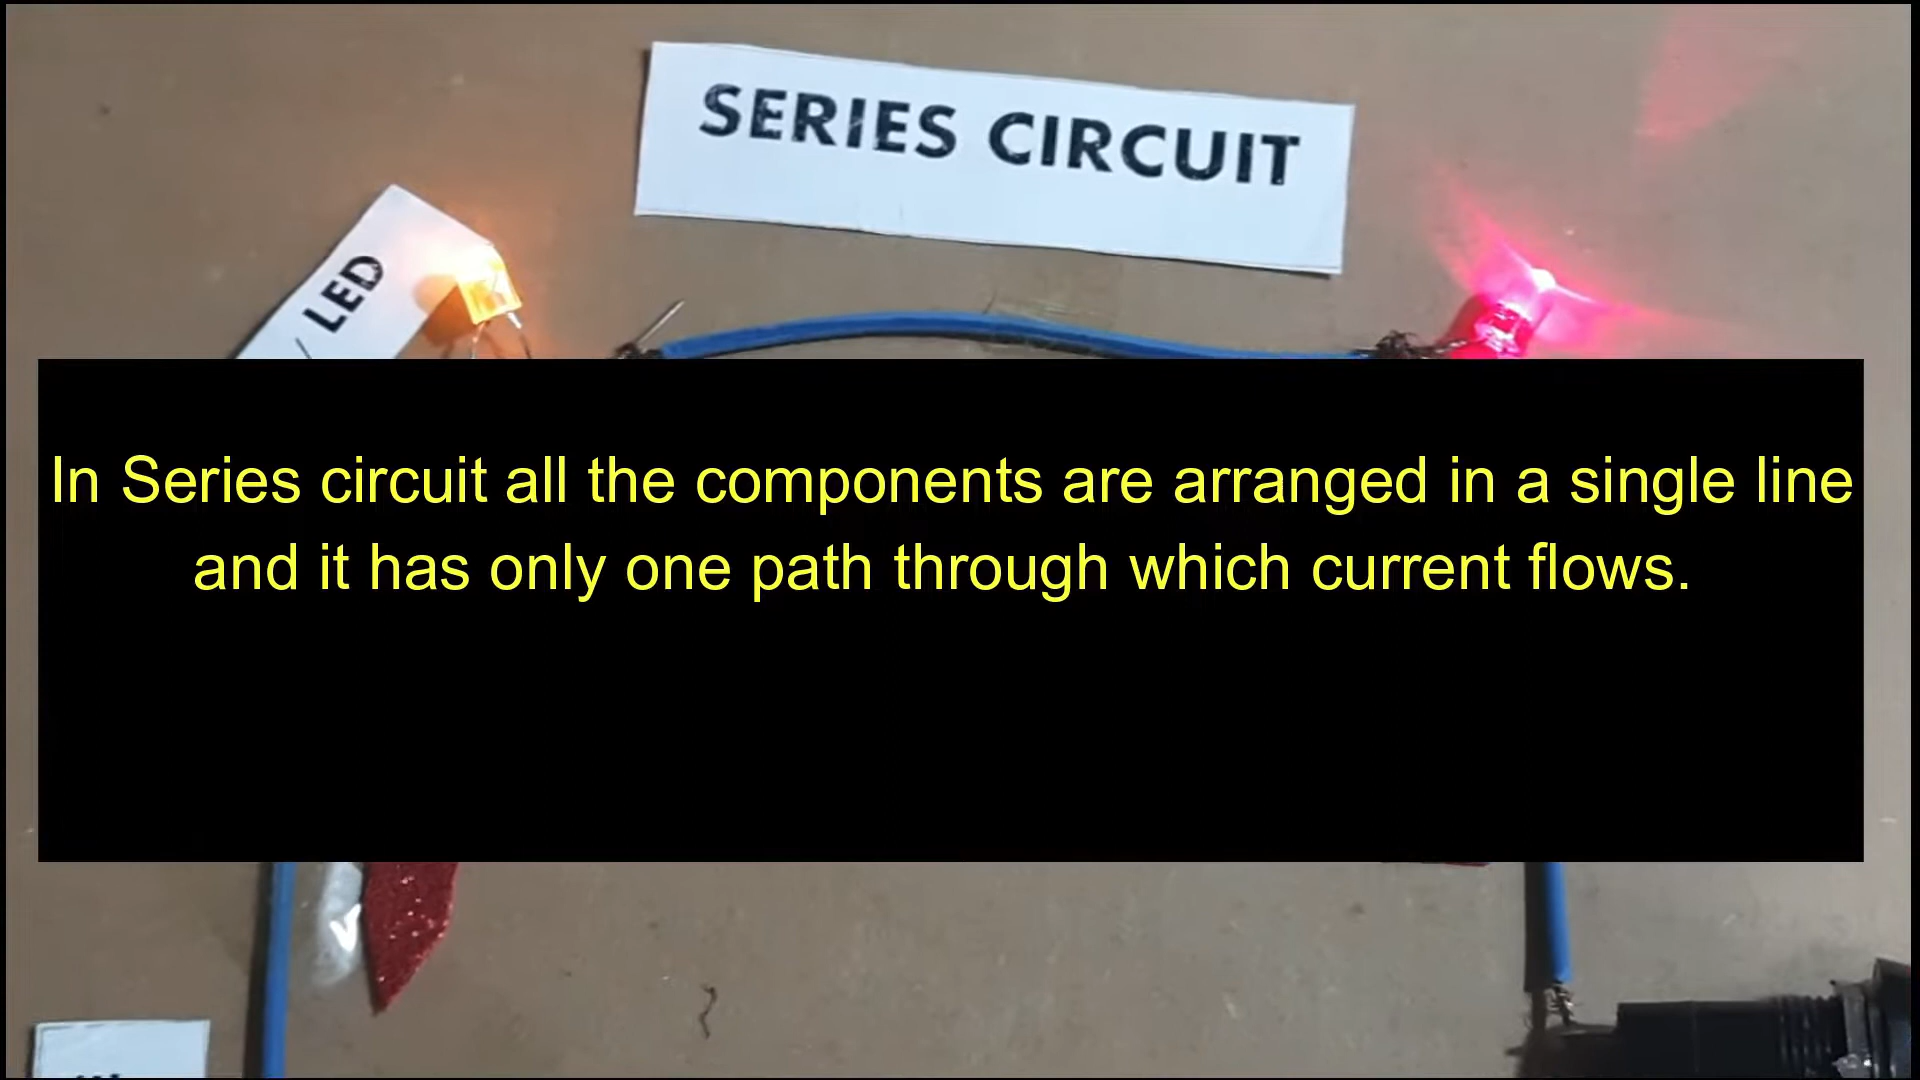 SERIES CIRCUIT
LED
In Series circuit all the components are arranged in a single line
and it has only one path through which current flows.